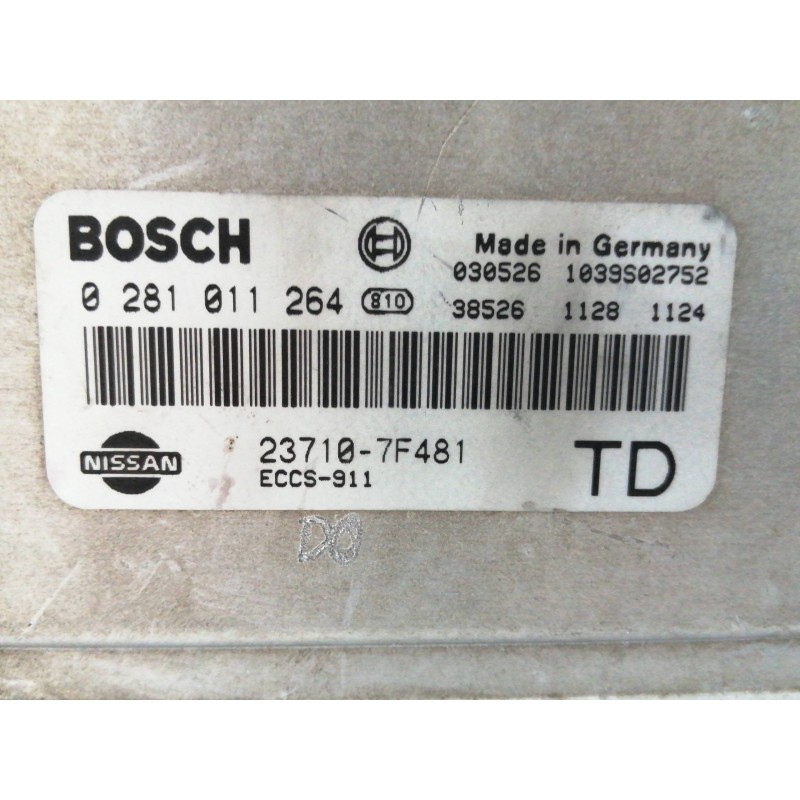 BOSCH
Made in Germany
030526 1039S02752
0 281 011 264 810
38526 1128 1124
NISSAN
23710-7F481
TD
ECCS-911
DO